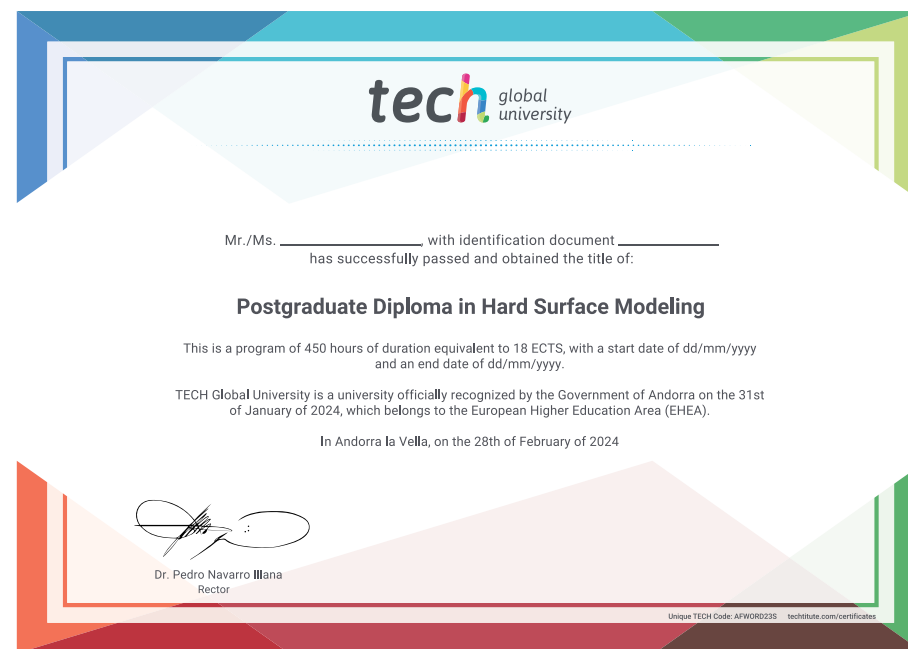 tech global university
Mr./Ms. ____________________, with identification document ______________
has successfully passed and obtained the title of:
Postgraduate Diploma in Hard Surface Modeling
This is a program of 450 hours of duration equivalent to 18 ECTS, with a start date of dd/mm/yyyy
and an end date of dd/mm/yyyy.
TECH Global University is a university officially recognized by the Government of Andorra on the 31st
of January of 2024, which belongs to the European Higher Education Area (EHEA).
In Andorra la Vella, on the 28th of February of 2024
Dr. Pedro Navarro Illana
Rector
Unique TECH Code: AFWORD23S techtitute.com/certificates